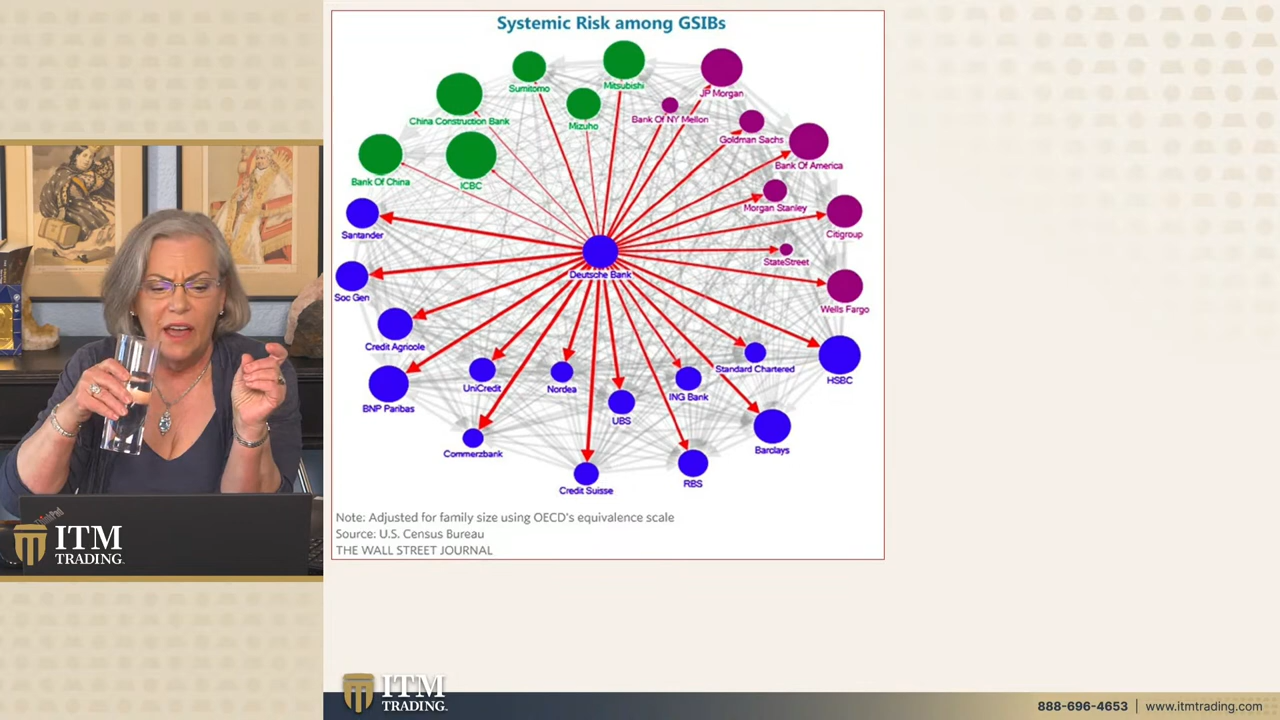 Systemic Risk among GSIBs
Sumitomo
Mitsubishi
JP Morgan
China Construction Bank
Mizuho
Bank Of NY Mellon
Goldman Sachs
Bank Of America
Bank Of China
ICBC
Morgan Stanley
Santander
Citigroup
StateStreet
Deutsche Bank
Soc Gen
Wells Fargo
Credit Agricole
UniCredit
Nordea
Standard Chartered
HSBC
ING Bank
BNP Paribas
UBS
Commerzbank
Barclays
Credit Suisse
RBS
Note: Adjusted for family size using OECD's equivalence scale
Source: U.S. Census Bureau
THE WALL STREET JOURNAL
ITM
TRADING
ITM
TRADING
888-696-4653 | www.itmtrading.com